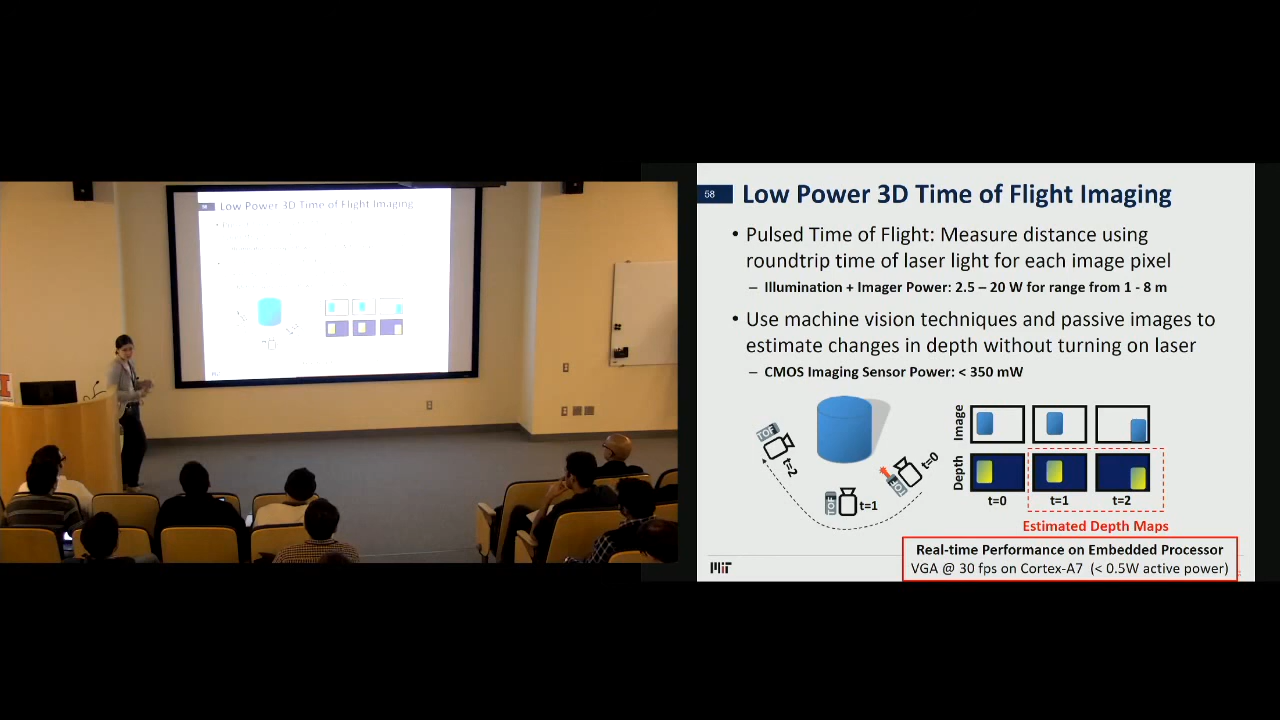 Low Power 3D Time of Flight Imaging
58
Low Power 3D Time of Flight Imaging
• Pulsed Time of Flight: Measure distance using
roundtrip time of laser light for each image pixel
– Illumination + Imager Power: 2.5 – 20 W for range from 1 - 8 m
• Use machine vision techniques and passive images to
estimate changes in depth without turning on laser
– CMOS Imaging Sensor Power: < 350 mW
TOF
t=2
TOF
t=1
TOF
t=0
Image
Depth
t=0
t=1
t=2
Estimated Depth Maps
Real-time Performance on Embedded Processor
VGA @ 30 fps on Cortex-A7 (< 0.5W active power)
MIT